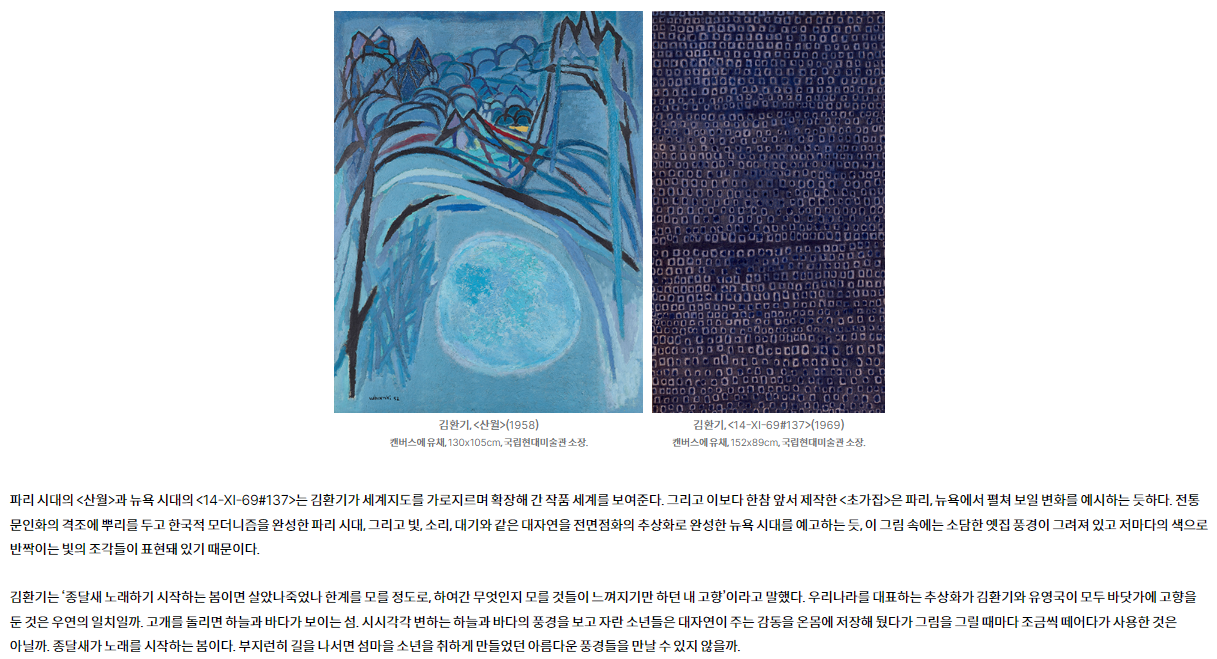 김환기, <산월>(1958)
캔버스에 유채, 130x105cm, 국립현대미술관 소장.
김환기, <14-XI-69#137>(1969)
캔버스에 유채, 152x89cm, 국립현대미술관 소장.
파리 시대의 <산월>과 뉴욕 시대의 <14-XI-69#137>는 김환기가 세계지도를 가로지르며 확장해 간 작품 세계를 보여준다. 그리고 이보다 한참 앞서 제작한 <초가집>은 파리, 뉴욕에서 펼쳐 보일 변화를 예시하는 듯하다. 전통
문인화의 격조에 뿌리를 두고 한국적 모더니즘을 완성한 파리 시대, 그리고 빛, 소리, 대기와 같은 대자연을 전면점화의 추상화로 완성한 뉴욕 시대를 예고하는 듯, 이 그림 속에는 소담한 옛집 풍경이 그려져 있고 저마다의 색으로
반짝이는 빛의 조각들이 표현돼 있기 때문이다.
김환기는 ‘종달새 노래하기 시작하는 봄이면 살았나죽었나 한계를 모를 정도로, 하여간 무엇인지 모를 것들이 느껴지기만 하던 내 고향’이라고 말했다. 우리나라를 대표하는 추상화가 김환기와 유영국이 모두 바닷가에 고향을
둔 것은 우연의 일치일까. 고개를 돌리면 하늘과 바다가 보이는 섬. 시시각각 변하는 하늘과 바다의 풍경을 보고 자란 소년들은 대자연이 주는 감동을 온몸에 저장해 뒀다가 그림을 그릴 때마다 조금씩 떼어다가 사용한 것은
아닐까. 종달새가 노래를 시작하는 봄이다. 부지런히 길을 나서면 섬마을 소년을 취하게 만들었던 아름다운 풍경들을 만날 수 있지 않을까.